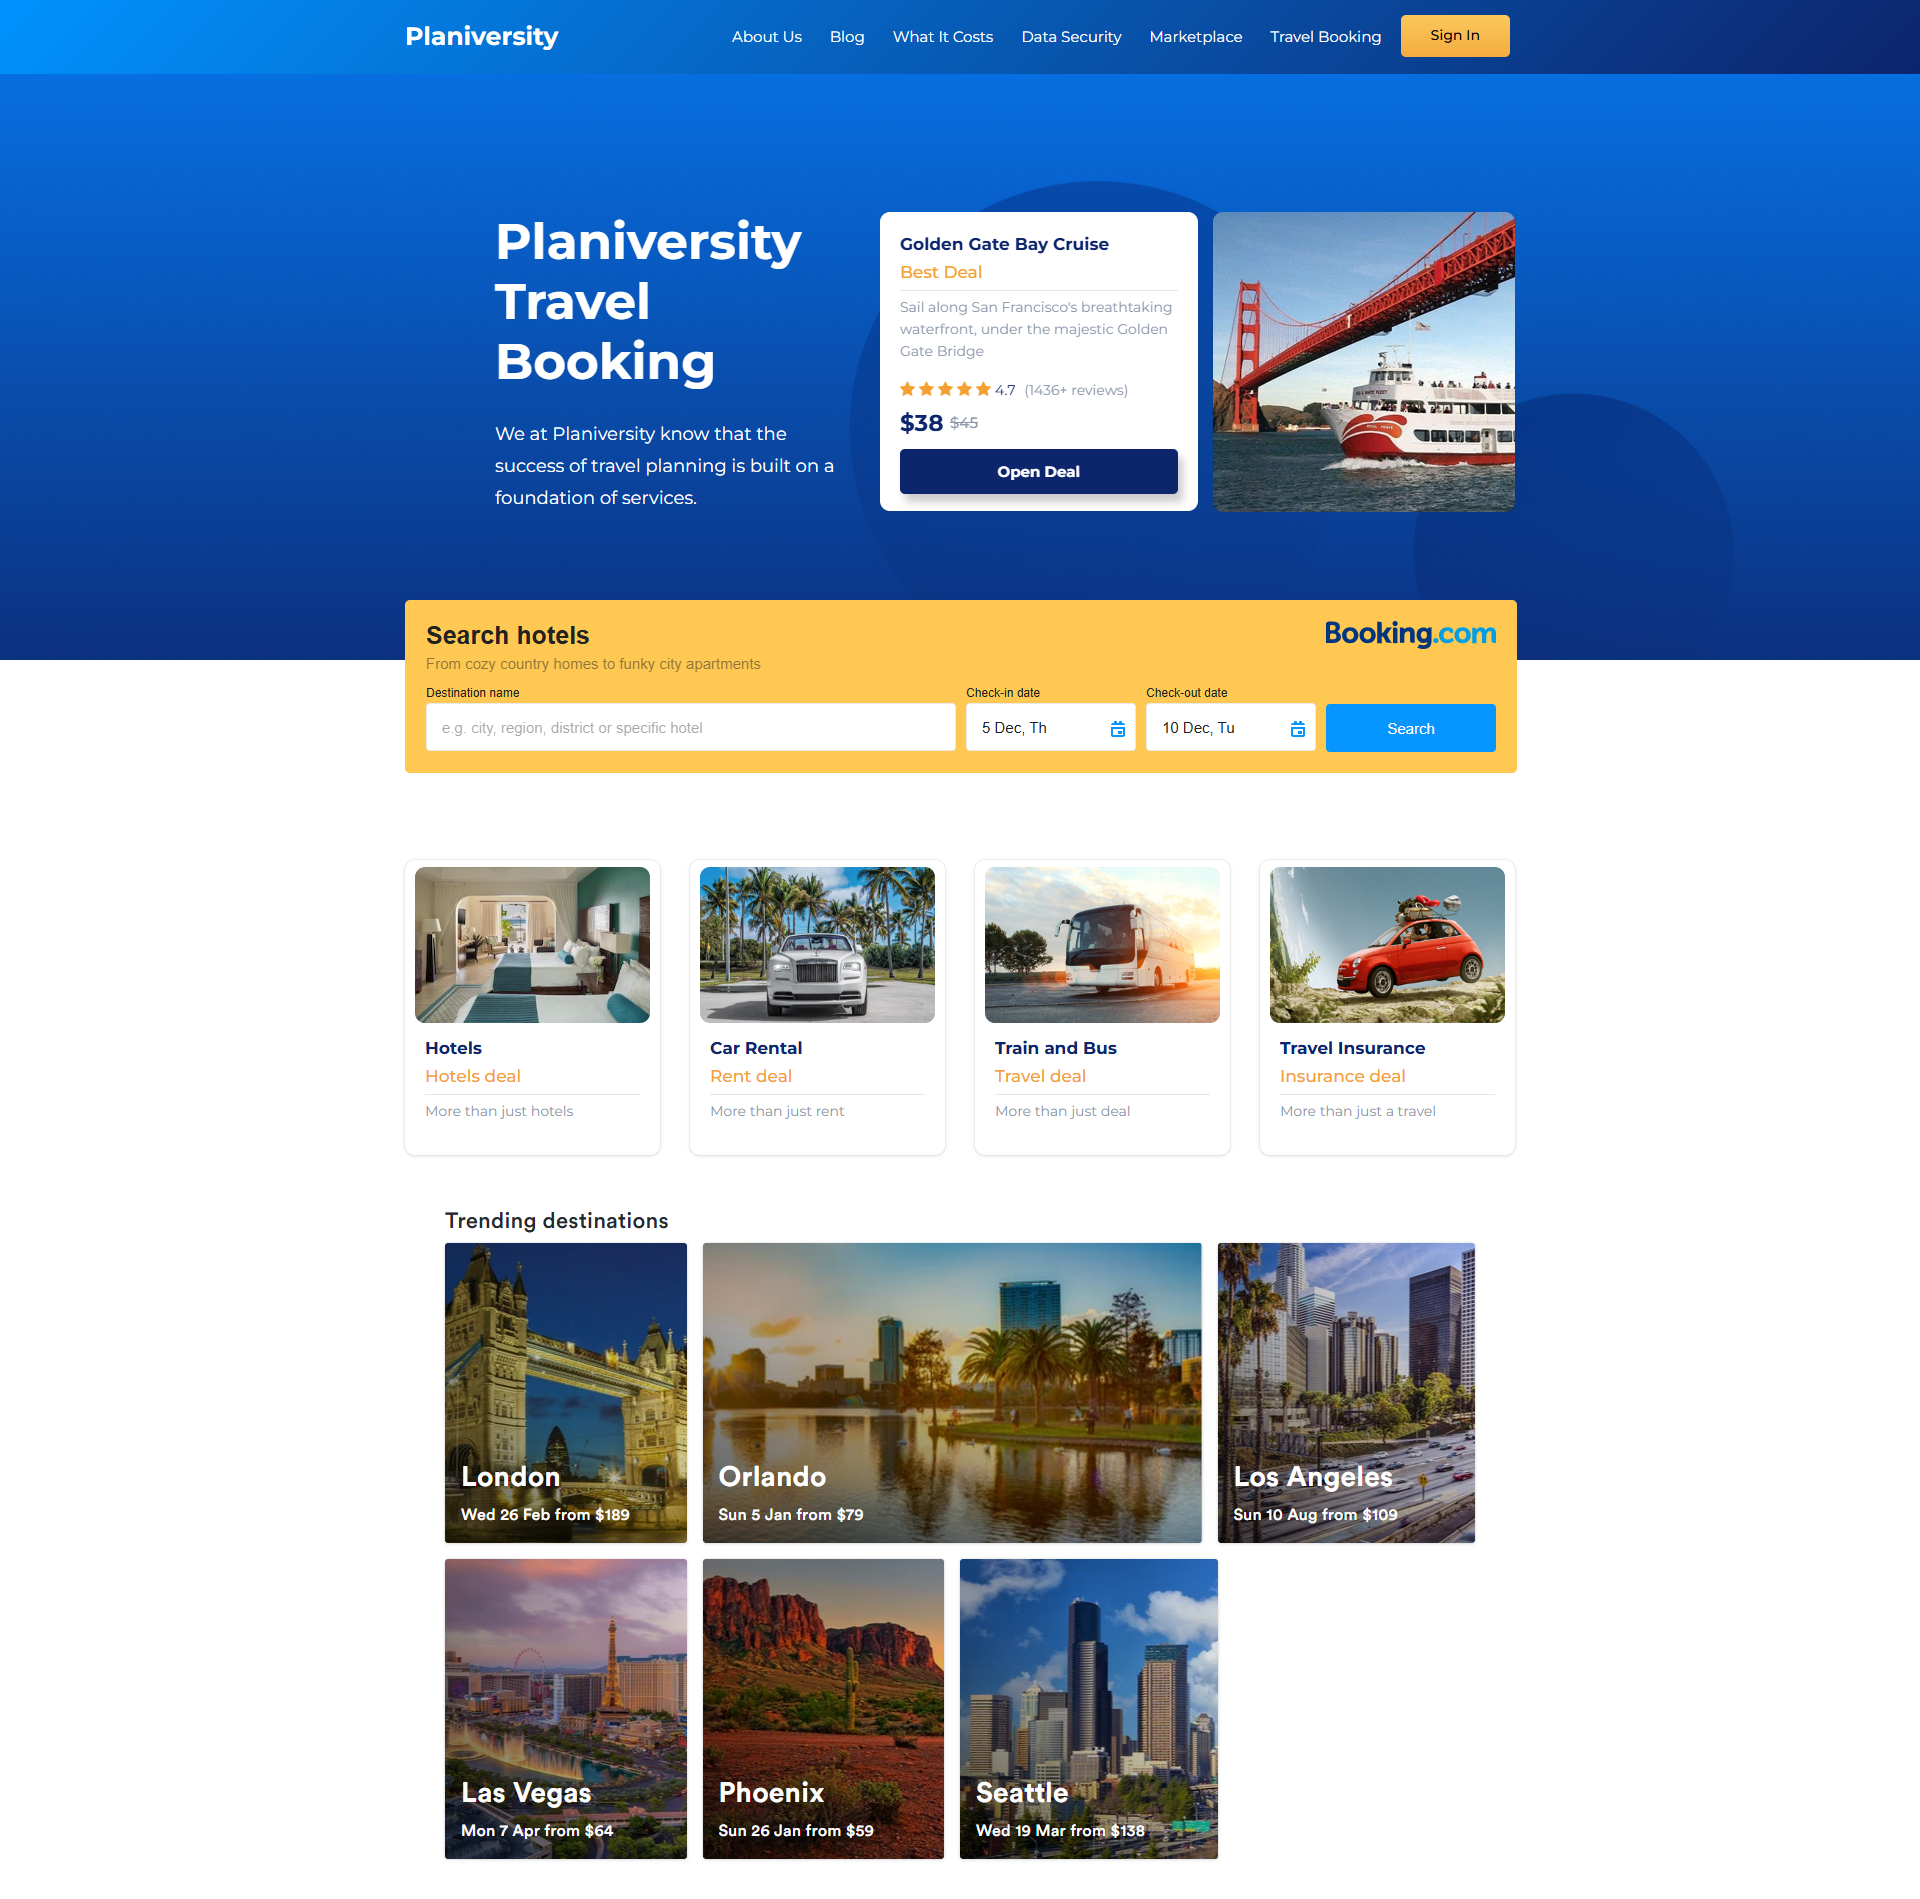 Planiversity
About Us
Blog
What It Costs
Data Security
Marketplace
Travel Booking
Sign In
Planiversity
Travel
Booking
We at Planiversity know that the
success of travel planning is built on a
foundation of services.
Golden Gate Bay Cruise
Best Deal
Sail along San Francisco's breathtaking
waterfront, under the majestic Golden
Gate Bridge
4.7 (1436+ reviews)
$38 $45
Open Deal
Search hotels
From cozy country homes to funky city apartments
Booking.com
Destination name
e.g. city, region, district or specific hotel
Check-in date
5 Dec, Th
Check-out date
10 Dec, Tu
Search
Hotels
Hotels deal
More than just hotels
Car Rental
Rent deal
More than just rent
Train and Bus
Travel deal
More than just deal
Travel Insurance
Insurance deal
More than just a travel
Trending destinations
London
Wed 26 Feb from $189
Orlando
Sun 5 Jan from $79
Los Angeles
Sun 10 Aug from $109
Las Vegas
Mon 7 Apr from $64
Phoenix
Sun 26 Jan from $59
Seattle
Wed 19 Mar from $138